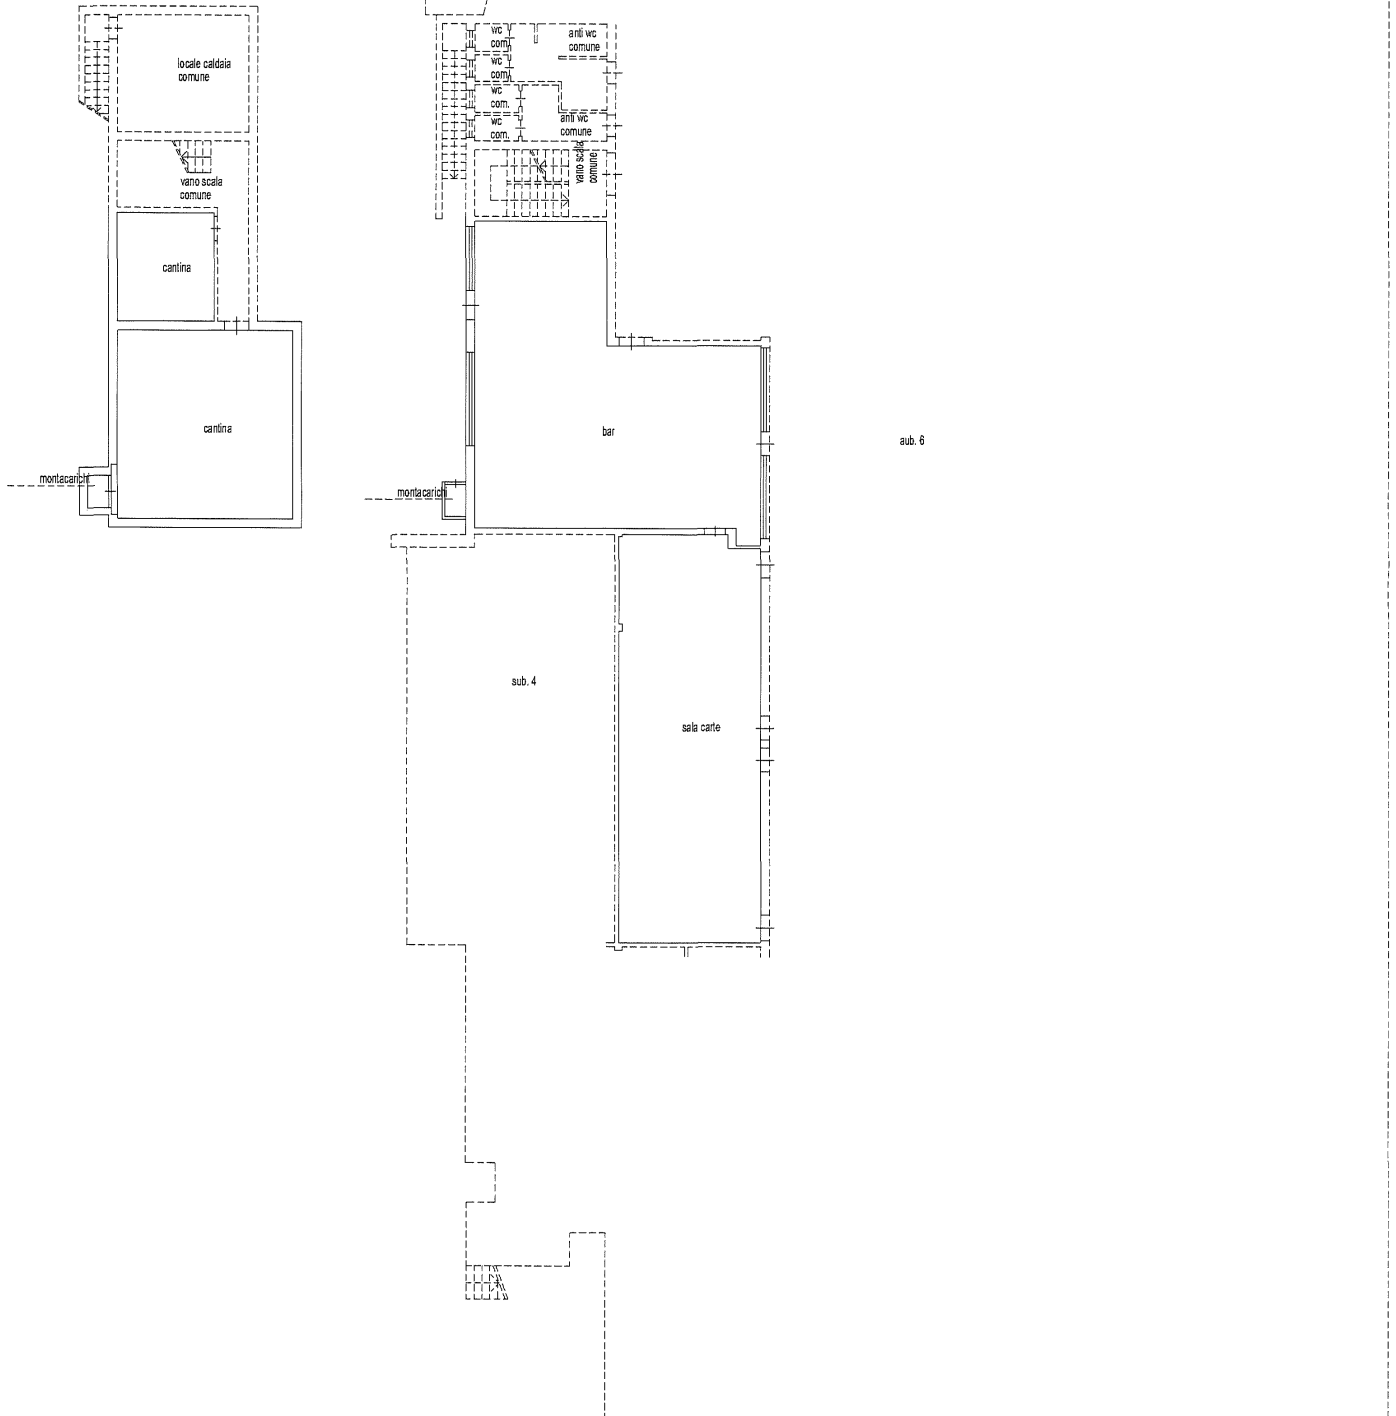 locale caldaia
comune
vano scala
comune
cantina
cantina
montacarichi
wc
com.
wc
com.
wc
com.
wc
com.
anti wc
comune
anti wc
comune
vano scala
comune
bar
montacarichi
aub. 6
sub. 4
sala carte